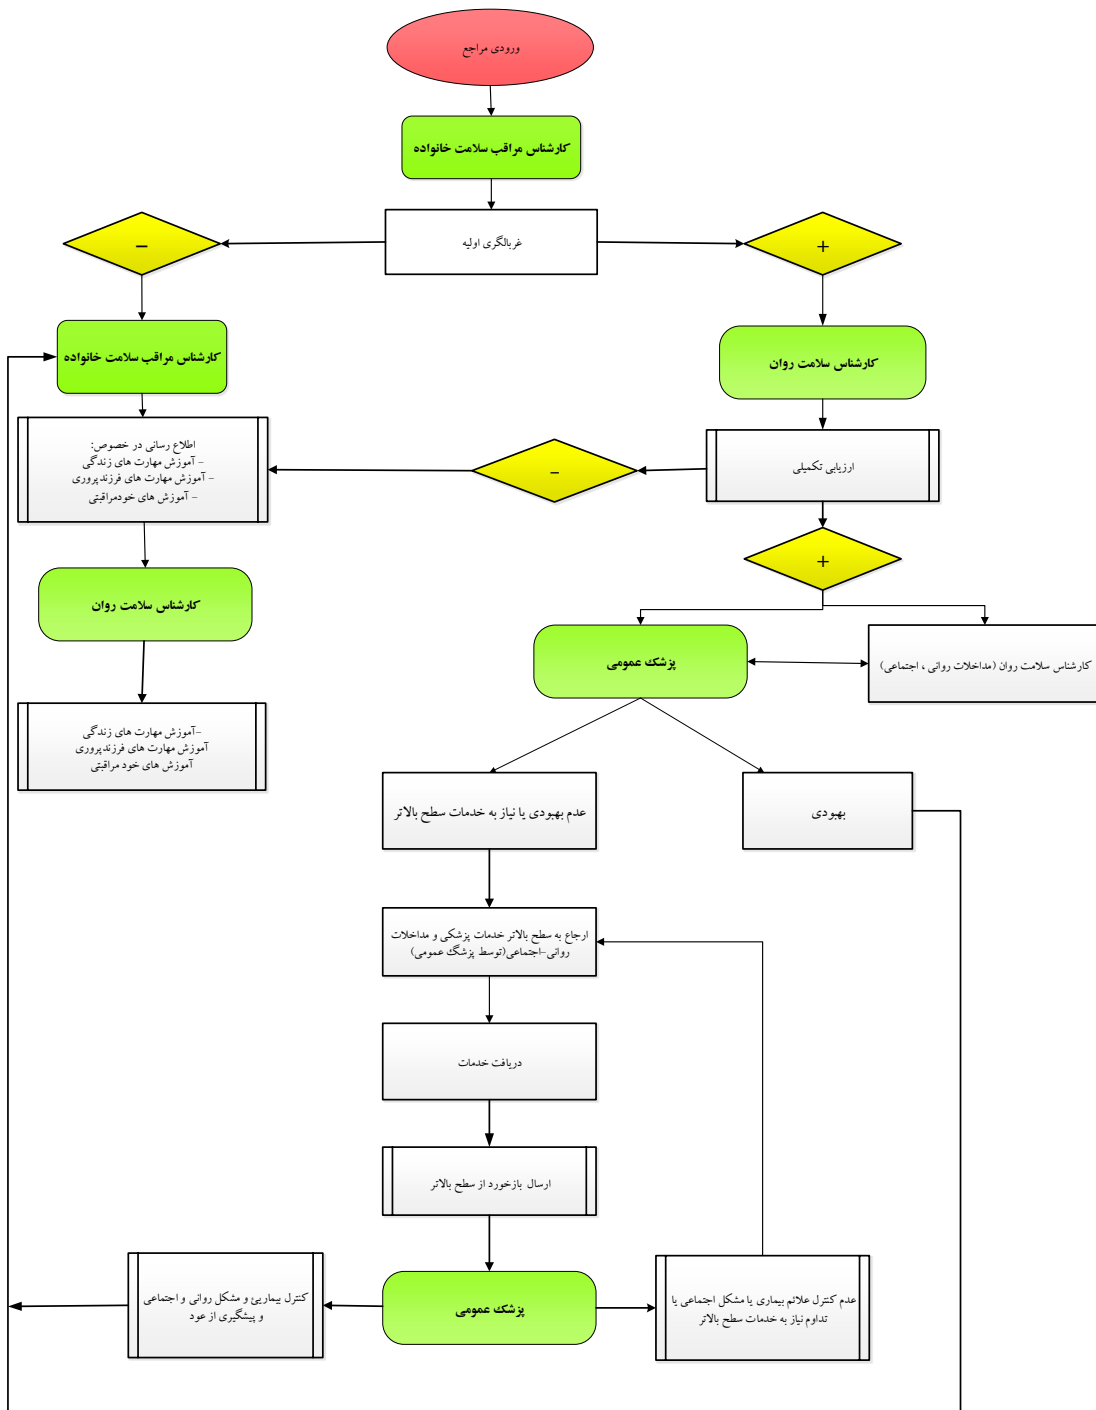 ورودی مراجع
کارشناس مراقب سلامت خانواده
غربالگری اولیه
+
–
کارشناس سلامت روان
کارشناس مراقب سلامت خانواده
ارزیابی تکمیلی
–
اطلاع رسانی در خصوص:
– آموزش مهارت های زندگی
– آموزش مهارت های فرزندپروری
– آموزش های خودمراقبتی
+
کارشناس سلامت روان
پزشک عمومی
کارشناس سلامت روان (مداخلات روانی ، اجتماعی)
–آموزش مهارت های زندگی
آموزش مهارت های فرزندپروری
آموزش های خود مراقبتی
بهبودی
عدم بهبودی یا نیاز به خدمات سطح بالاتر
ارجاع به سطح بالاتر خدمات پزشکی و مداخلات
روانی-اجتماعی(توسط پزشگ عمومی)
دریافت خدمات
ارسال بازخورد از سطح بالاتر
پزشک عمومی
عدم کنترل علائم بیماری یا مشکل اجتماعی یا
تداوم نیاز به خدمات سطح بالاتر
کنترل بیماریئ و مشکل روانی و اجتماعی
و پیشگیری از عود